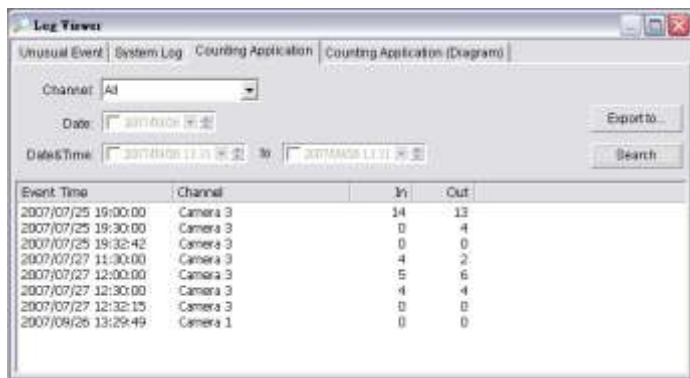 Log Viewer
Unusual Event System Log Counting Application Counting Application (Diagram)
Channel: All
Date:
Export to...
Date&Time: to
Search
Event Time Channel In Out
2007/07/25 19:00:00 Camera 3 14 13
2007/07/25 19:30:00 Camera 3 0 4
2007/07/25 19:32:42 Camera 3 0 0
2007/07/27 11:30:00 Camera 3 4 2
2007/07/27 12:00:00 Camera 3 5 6
2007/07/27 12:30:00 Camera 3 4 4
2007/07/27 12:32:15 Camera 3 0 0
2007/09/26 13:29:49 Camera 1 0 0